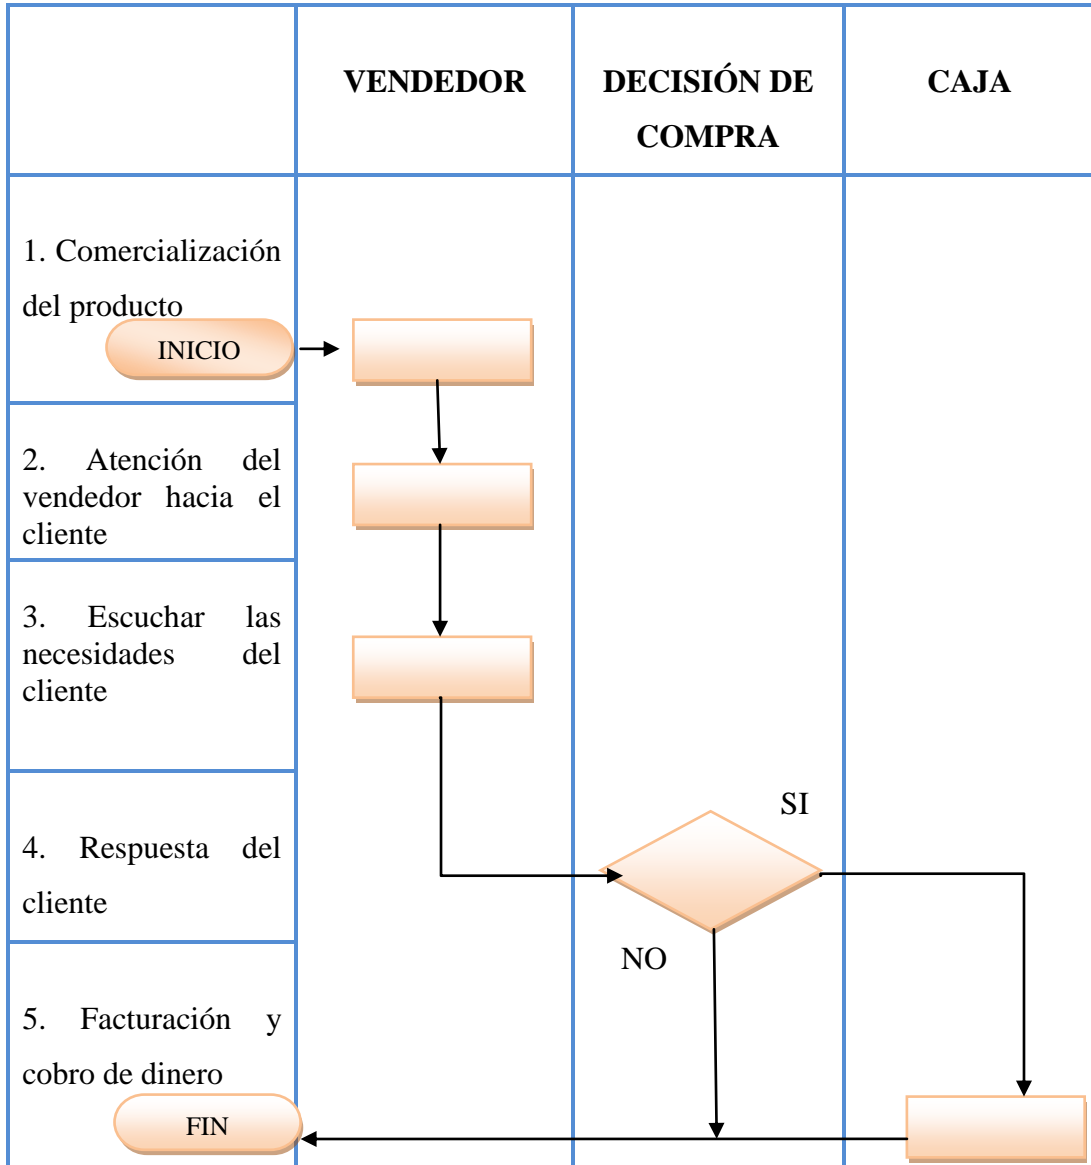 VENDEDOR
DECISIÓN DE
COMPRA
CAJA
1. Comercialización
del producto
INICIO
2. Atención del
vendedor hacia el
cliente
3. Escuchar las
necesidades del
cliente
SI
4. Respuesta del
cliente
NO
5. Facturación y
cobro de dinero
FIN